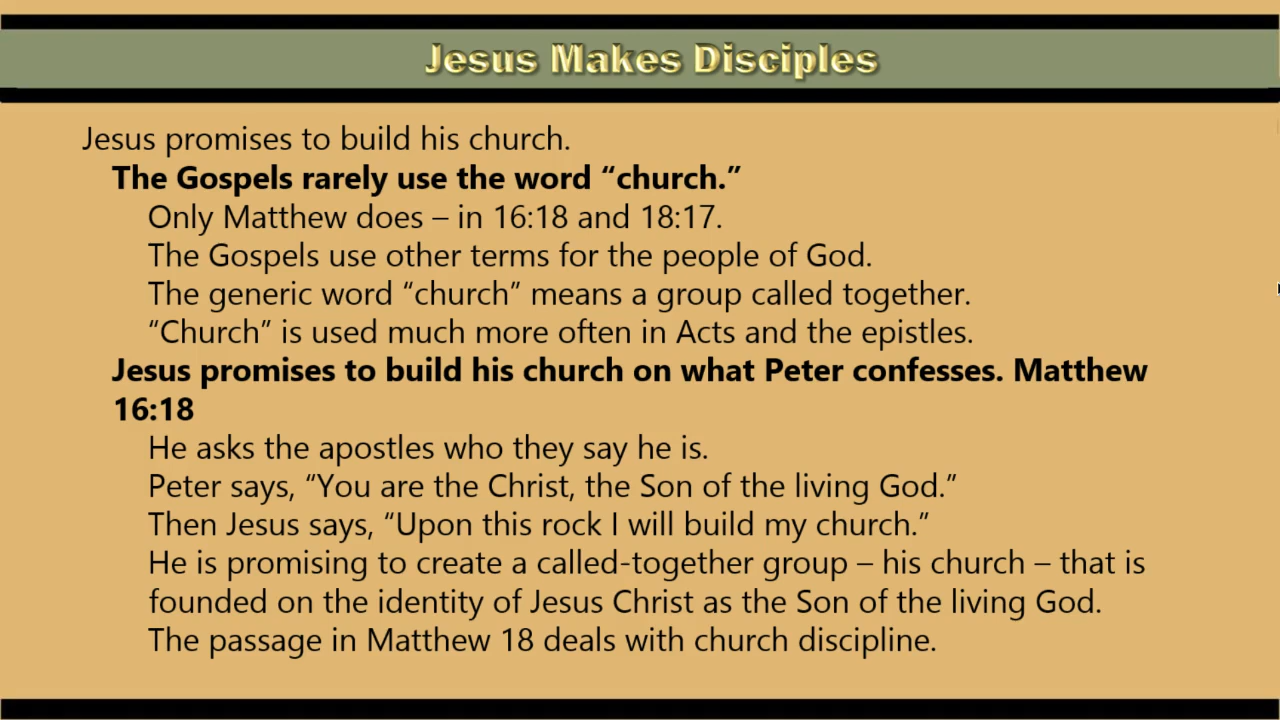 Jesus Makes Disciples
Jesus promises to build his church.
The Gospels rarely use the word “church.”
Only Matthew does – in 16:18 and 18:17.
The Gospels use other terms for the people of God.
The generic word “church” means a group called together.
“Church” is used much more often in Acts and the epistles.
Jesus promises to build his church on what Peter confesses. Matthew
16:18
He asks the apostles who they say he is.
Peter says, “You are the Christ, the Son of the living God.”
Then Jesus says, “Upon this rock I will build my church.”
He is promising to create a called-together group – his church – that is
founded on the identity of Jesus Christ as the Son of the living God.
The passage in Matthew 18 deals with church discipline.